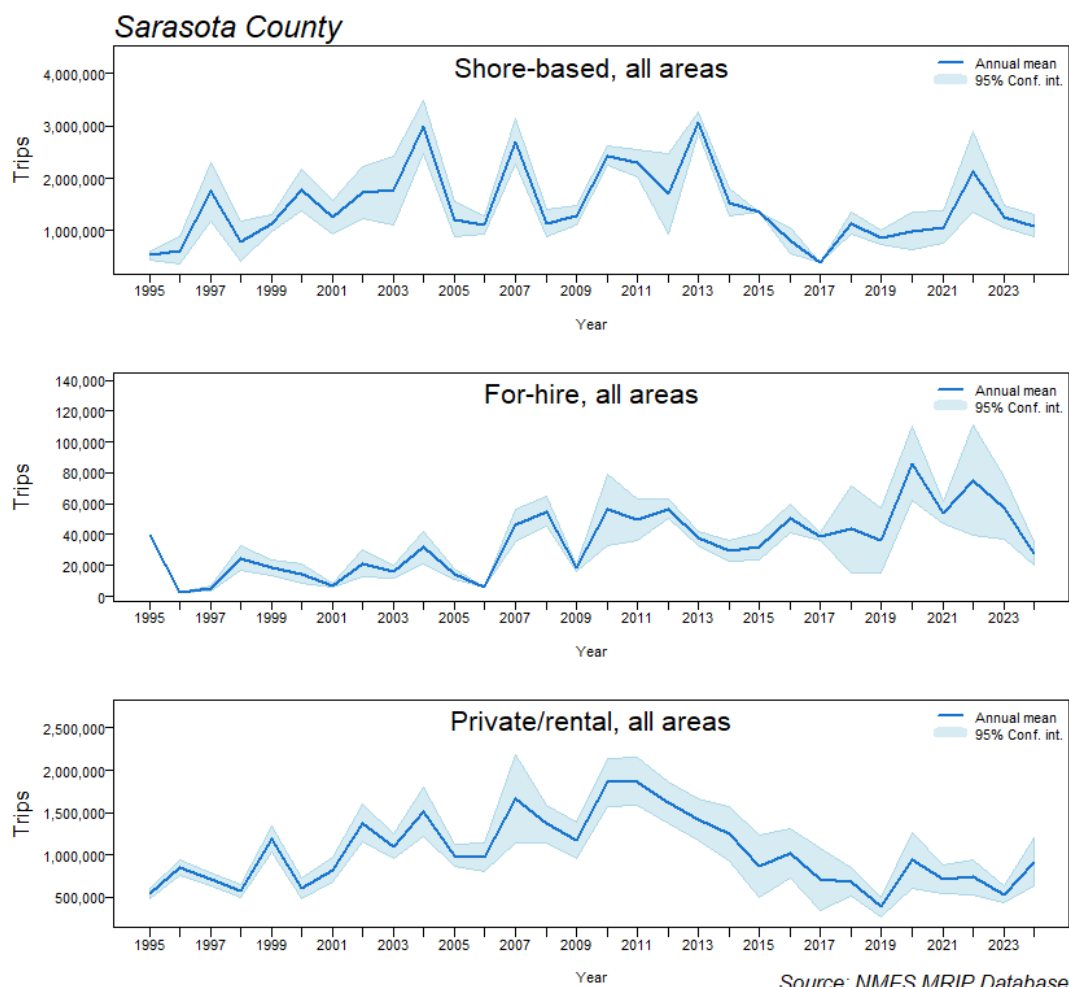 Sarasota County
Shore-based, all areas
Annual mean
95% Conf. int.
Trips
4,000,000
3,000,000
2,000,000
1,000,000
1995 1997 1999 2001 2003 2005 2007 2009 2011 2013 2015 2017 2019 2021 2023
Year
For-hire, all areas
Annual mean
95% Conf. int.
Trips
140,000
120,000
100,000
80,000
60,000
40,000
20,000
0
1995 1997 1999 2001 2003 2005 2007 2009 2011 2013 2015 2017 2019 2021 2023
Year
Private/rental, all areas
Annual mean
95% Conf. int.
Trips
2,500,000
2,000,000
1,500,000
1,000,000
500,000
1995 1997 1999 2001 2003 2005 2007 2009 2011 2013 2015 2017 2019 2021 2023
Year
Source: NMFS MRIP Database